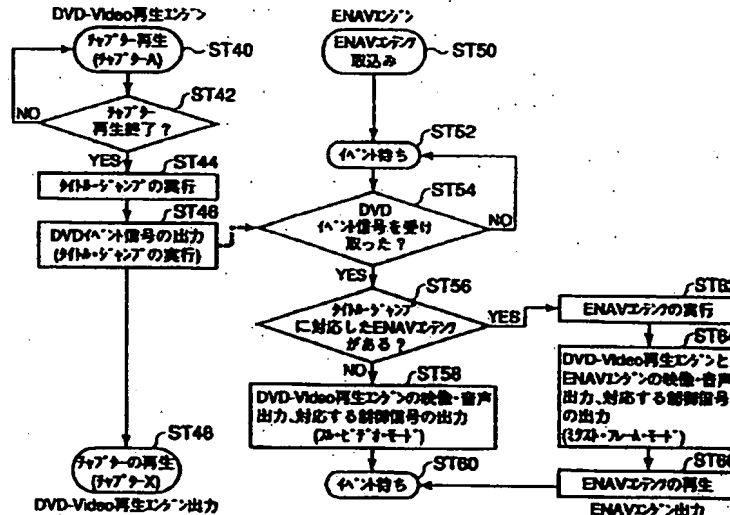 DVD-Video再生エンジン
チャプター再生
(チャプターA)
ST40
チャプター
再生終了?
ST42
NO
YES
ST44
タイトル・ジャンプの実行
ST46
DVDイベント信号の出力
(タイトル・ジャンプの実行)
チャプターの再生
(チャプターX)
ST48
DVD-Video再生エンジン出力
ENAVエンジン
ENAVコンテンツ
取込み
ST50
イベント待ち
ST52
DVD
イベント信号を受け
取った?
ST54
NO
YES
タイトル・ジャンプ
に対応したENAVコンテンツ
がある?
ST56
YES
NO
ST58
DVD-Video再生エンジンの映像・音声
出力、対応する制御信号の出力
(フル・ビデオ・モード)
イベント待ち
ST60
ENAVコンテンツの実行
DVD-Video再生エンジンと
ENAVエンジンの映像・音声
出力、対応する制御信号
の出力
(ミクスト・フレーム・モード)
ENAVコンテンツの再生
ENAVエンジン出力